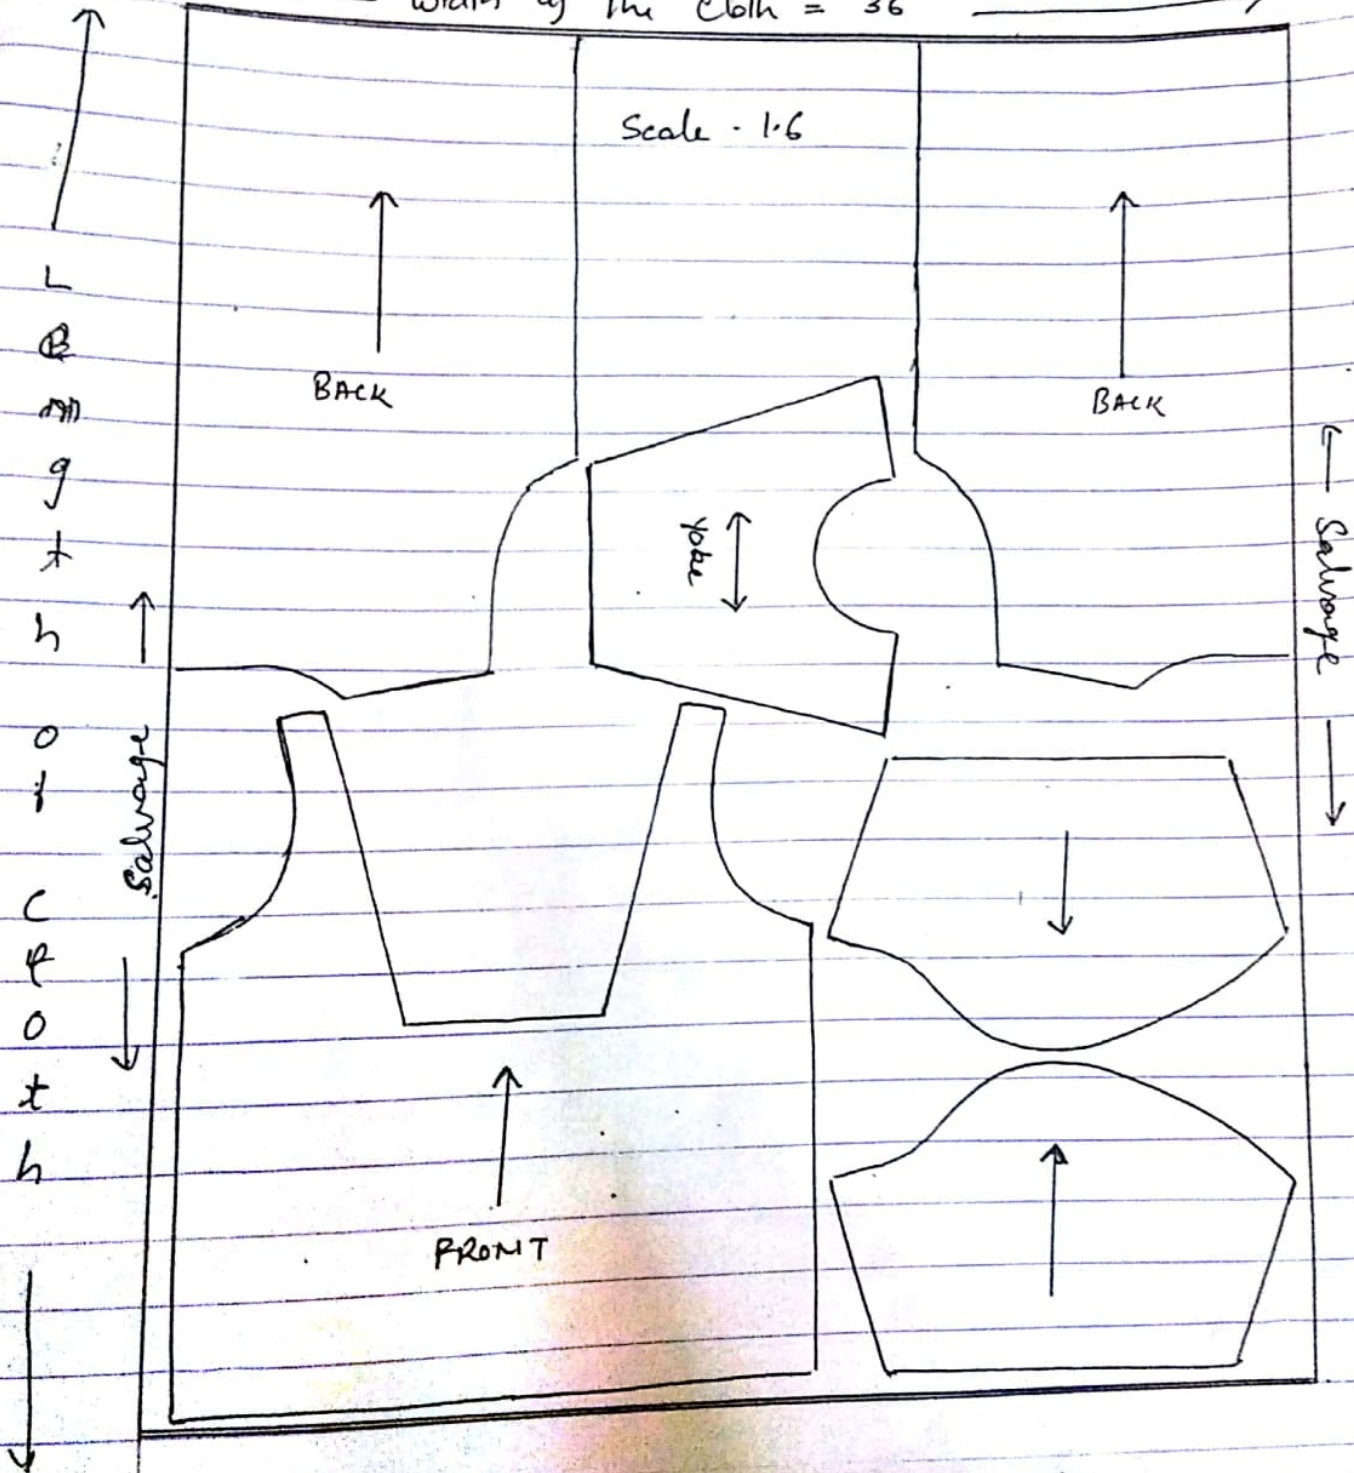 Width of The Cloth = 36
Scale - 1:6
BACK
BACK
Length of Cloth
Yoke
Salvage
Salvage
FRONT